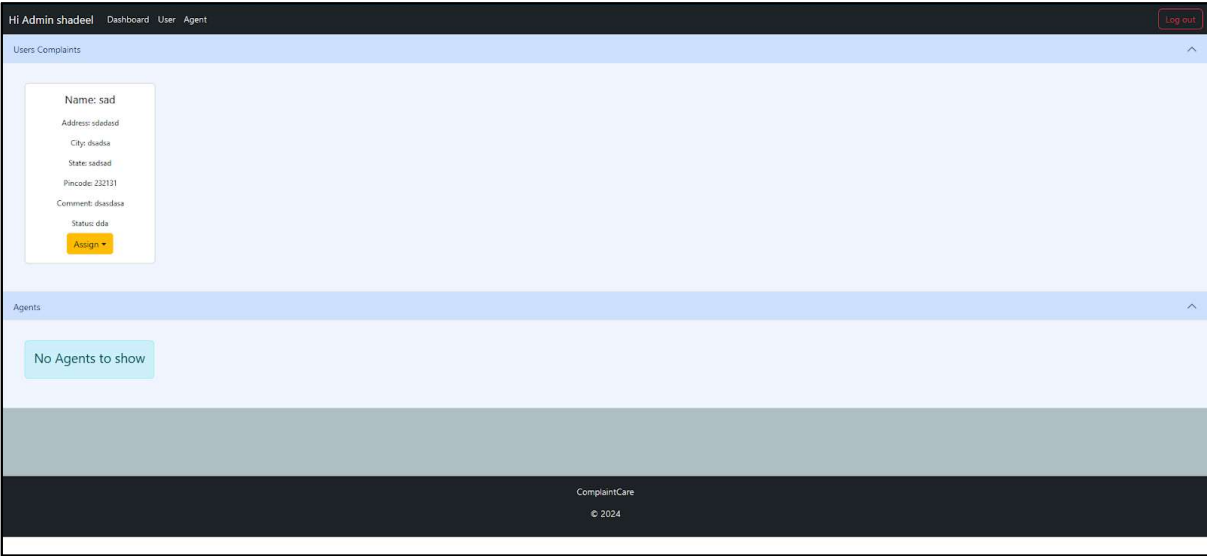 Hi Admin shadeel Dashboard User Agent Log out
Users Complaints
Name: sad
Address: sdadasd
City: dsadsa
State: sadsad
Pincode: 232131
Comment: dsasdasa
Status: dda
Assign
Agents
No Agents to show
ComplaintCare
© 2024